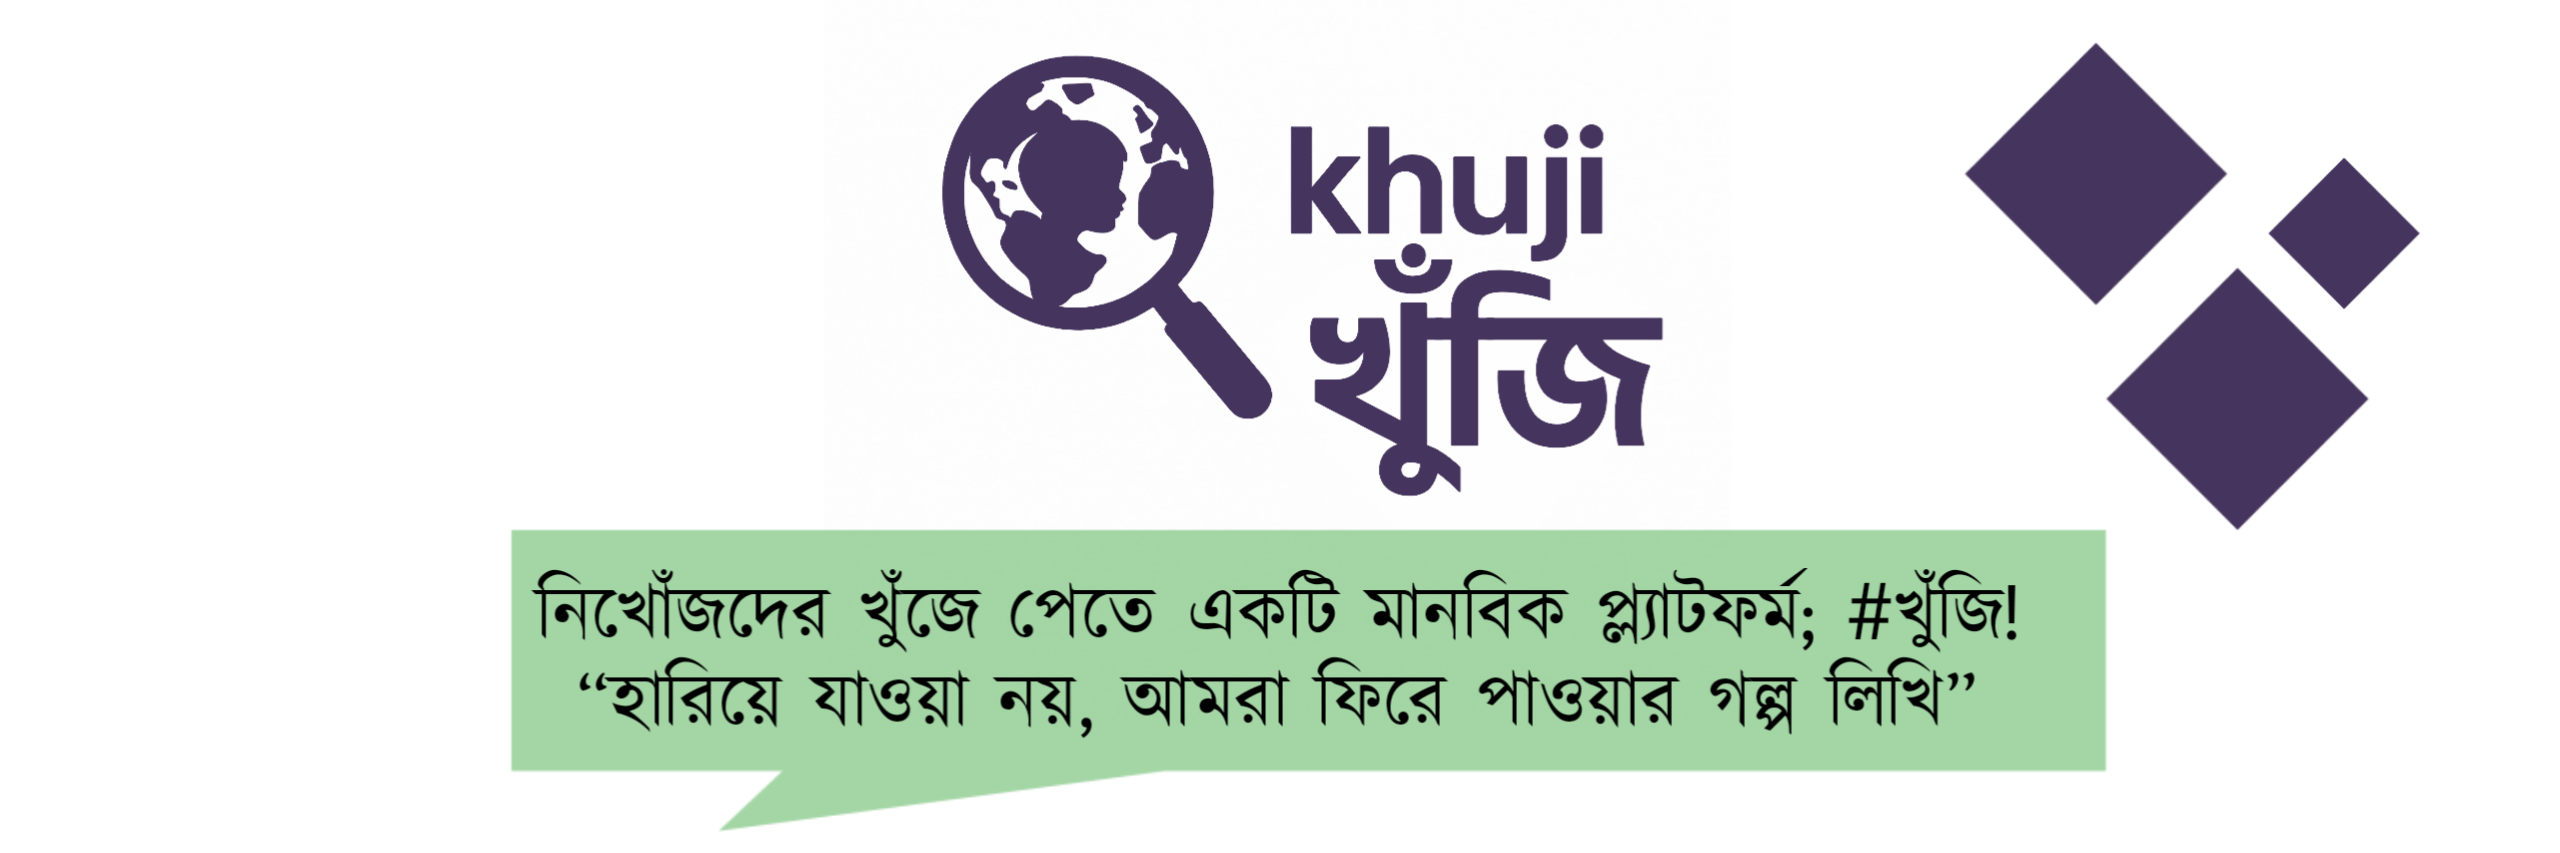 khuji
খুঁজি
নিখোঁজদের খুঁজে পেতে একটি মানবিক প্ল্যাটফর্ম; #খুঁজি!
“হারিয়ে যাওয়া নয়, আমরা ফিরে পাওয়ার গল্প লিখি”